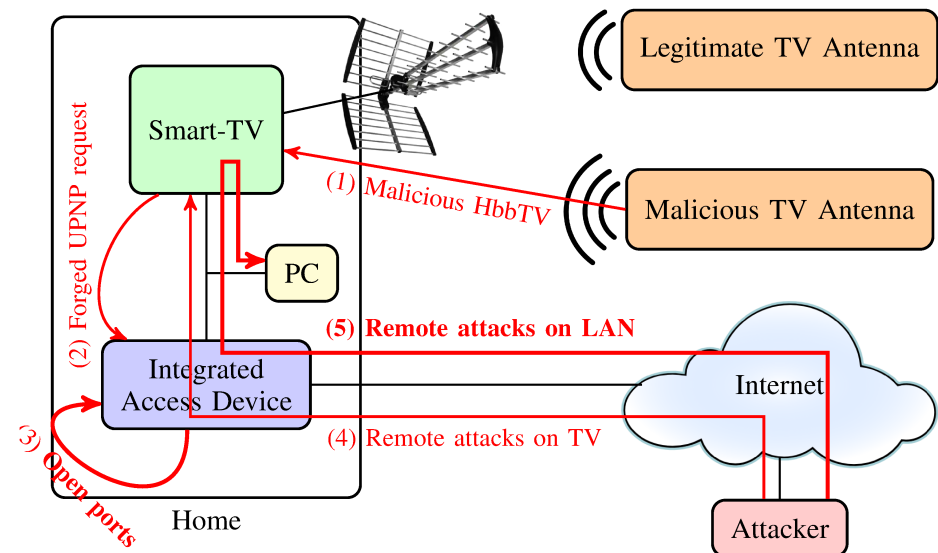 Legitimate TV Antenna
Smart-TV
(1) Malicious HbbTV
Malicious TV Antenna
(2) Forged UPNP request
PC
(5) Remote attacks on LAN
Integrated
Access Device
Internet
(3) Open ports
(4) Remote attacks on TV
Home
Attacker